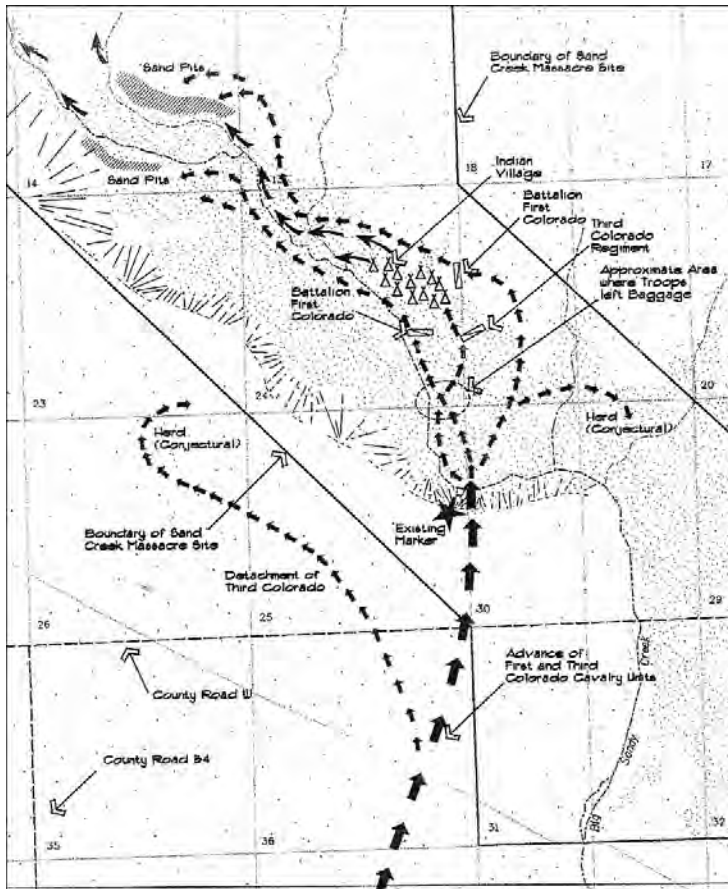 Sand Pits
Boundary of Sand
Creek Massacre Site
Indian
Village
18
17
14
13
Sand Pits
Battalion
First
Colorado
Third
Colorado
Regiment
Approximate Area
where Troops
left Baggage
Battalion
First
Colorado
23
24
20
Herd
(Conjectural)
Herd
(Conjectural)
Boundary of Sand
Creek Massacre Site
Existing
Marker
Detachment of
Third Colorado
26
25
30
29
Advance of
First and Third
Colorado Cavalry Units
County Road W
County Road 54
Big Sandy Creek
35
36
31
32